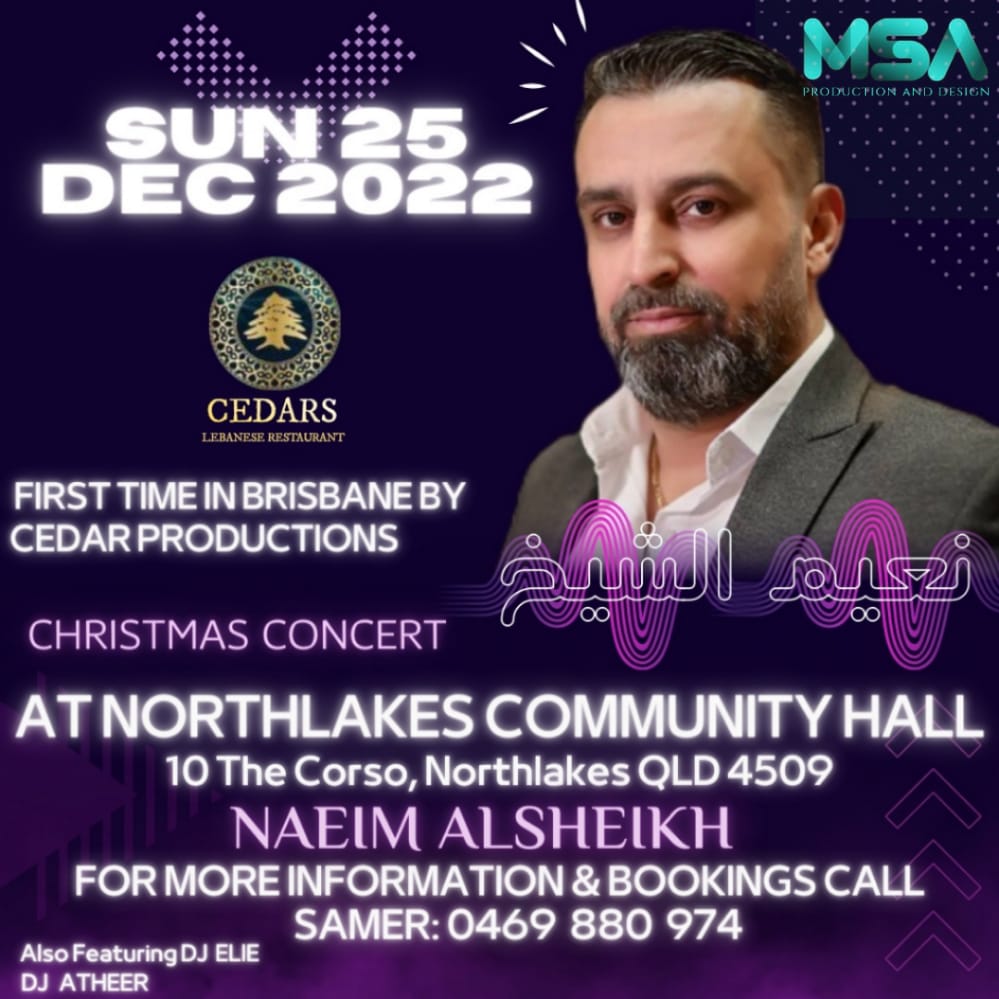 MSA
PRODUCTION AND DESIGN
SUN 25
DEC 2022
CEDARS
LEBANESE RESTAURANT
FIRST TIME IN BRISBANE BY
CEDAR PRODUCTIONS
نعيم الشيخ
CHRISTMAS CONCERT
AT NORTHLAKES COMMUNITY HALL
10 The Corso, Northlakes QLD 4509
NAEIM ALSHEIKH
FOR MORE INFORMATION & BOOKINGS CALL
SAMER: 0469 880 974
Also Featuring DJ ELIE
DJ ATHEER